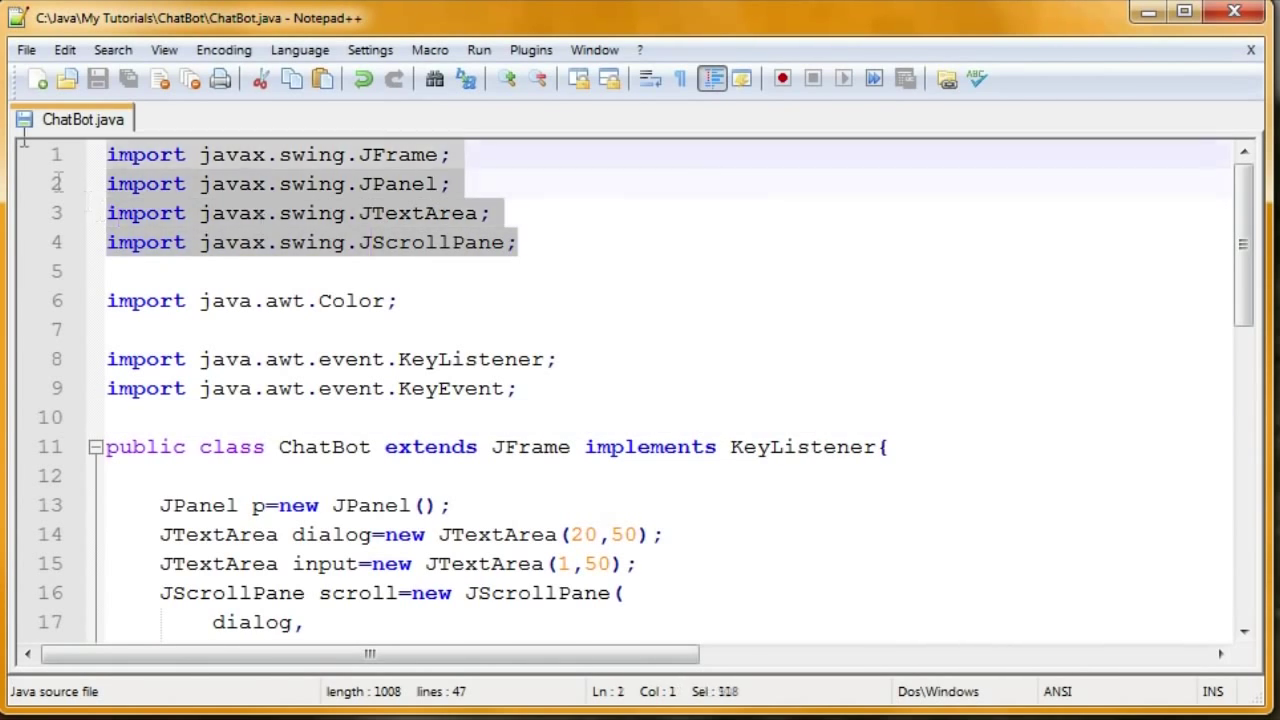 C:\Java\My Tutorials\ChatBot\ChatBot.java - Notepad++
File Edit Search View Encoding Language Settings Macro Run Plugins Window ? X
ABC
ChatBot.java
1 import javax.swing.JFrame;
2 import javax.swing.JPanel;
3 import javax.swing.JTextArea;
4 import javax.swing.JScrollPane;
5
6 import java.awt.Color;
7
8 import java.awt.event.KeyListener;
9 import java.awt.event.KeyEvent;
10
11 public class ChatBot extends JFrame implements KeyListener{
12
13 JPanel p=new JPanel();
14 JTextArea dialog=new JTextArea(20,50);
15 JTextArea input=new JTextArea(1,50);
16 JScrollPane scroll=new JScrollPane(
17 dialog,
Java source file length : 1008 lines : 47 Ln : 2 Col : 1 Sel : Dos\Windows ANSI INS